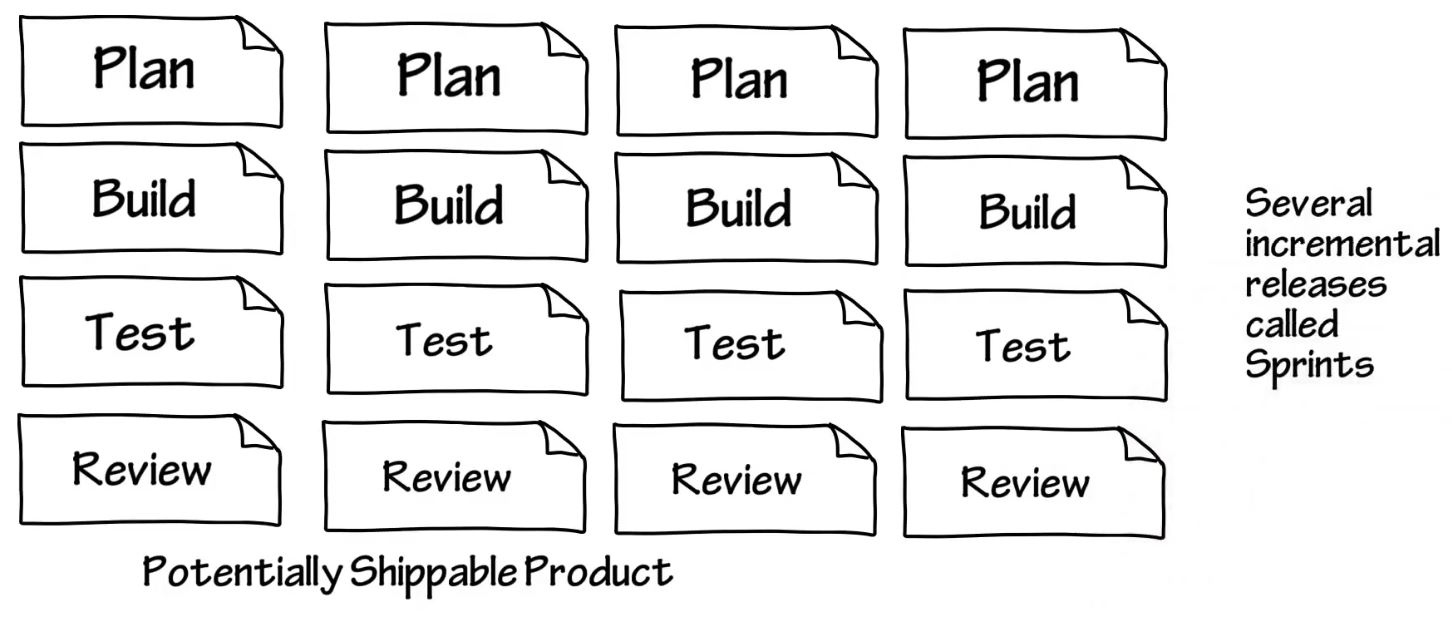 Plan Plan Plan Plan
Build Build Build Build
Test Test Test Test
Review Review Review Review
Several
incremental
releases
called
Sprints
Potentially Shippable Product